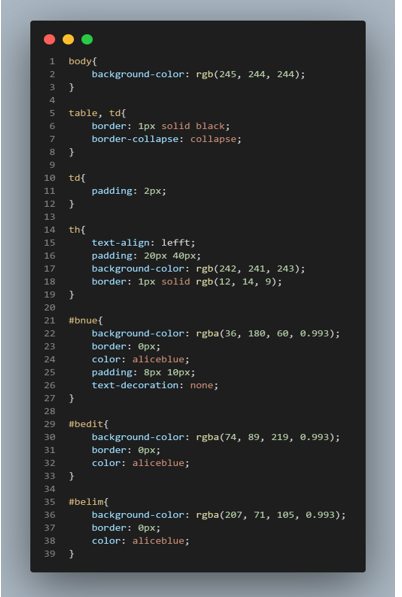 1 body{
2 background-color: rgb(245, 244, 244);
3 }
4
5 table, td{
6 border: 1px solid black;
7 border-collapse: collapse;
8 }
9
10 td{
11 padding: 2px;
12 }
13
14 th{
15 text-align: lefft;
16 padding: 20px 40px;
17 background-color: rgb(242, 241, 243);
18 border: 1px solid rgb(12, 14, 9);
19 }
20
21 #bnue{
22 background-color: rgba(36, 180, 60, 0.993);
23 border: 0px;
24 color: aliceblue;
25 padding: 8px 10px;
26 text-decoration: none;
27 }
28
29 #bedit{
30 background-color: rgba(74, 89, 219, 0.993);
31 border: 0px;
32 color: aliceblue;
33 }
34
35 #belim{
36 background-color: rgba(207, 71, 105, 0.993);
37 border: 0px;
38 color: aliceblue;
39 }